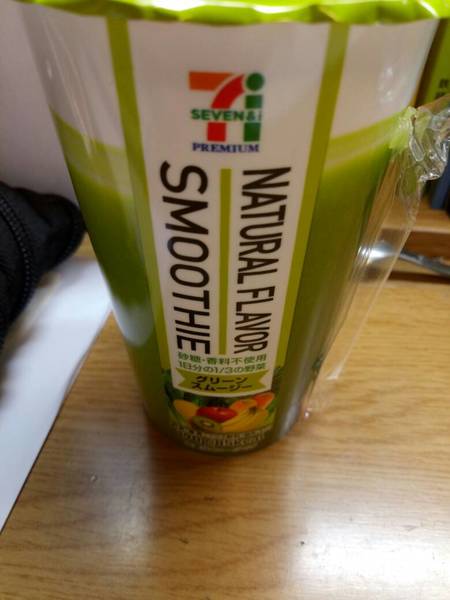 SEVEN&i
PREMIUM
NATURAL FLAVOR
SMOOTHIE
砂糖・香料不使用
1日分の1/3の野菜
グリーン
スムージー